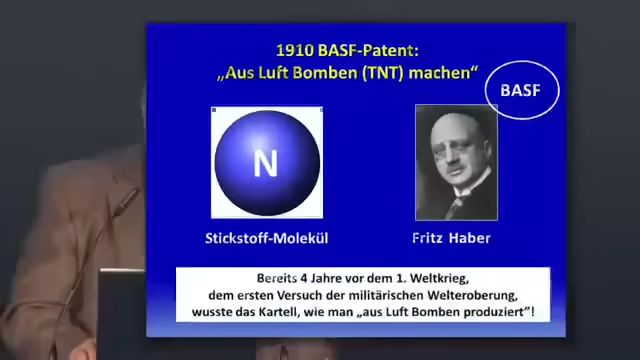 1910 BASF-Patent:
„Aus Luft Bomben (TNT) machen“
BASF
N
Stickstoff-Molekül
Fritz Haber
Bereits 4 Jahre vor dem 1. Weltkrieg,
dem ersten Versuch der militärischen Welteroberung,
wusste das Kartell, wie man „aus Luft Bomben produziert“!